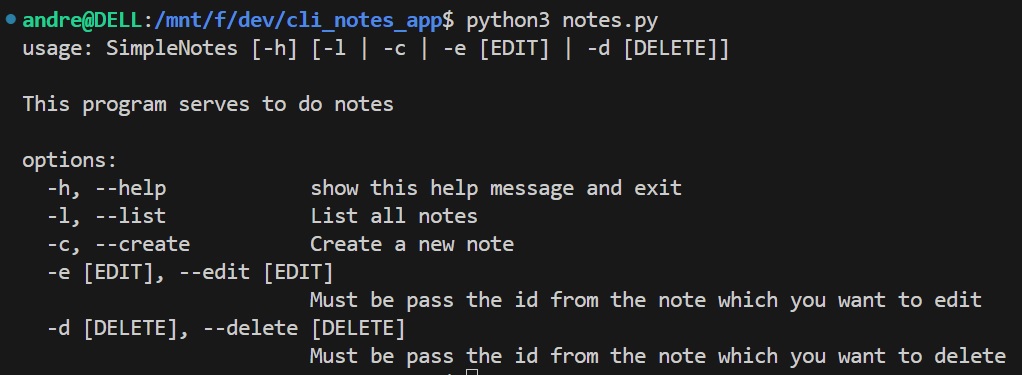 andre@DELL:/mnt/f/dev/cli_notes_app$ python3 notes.py
usage: SimpleNotes [-h] [-l | -c | -e [EDIT] | -d [DELETE]]
This program serves to do notes
options:
-h, --help show this help message and exit
-l, --list List all notes
-c, --create Create a new note
-e [EDIT], --edit [EDIT]
Must be pass the id from the note which you want to edit
-d [DELETE], --delete [DELETE]
Must be pass the id from the note which you want to delete